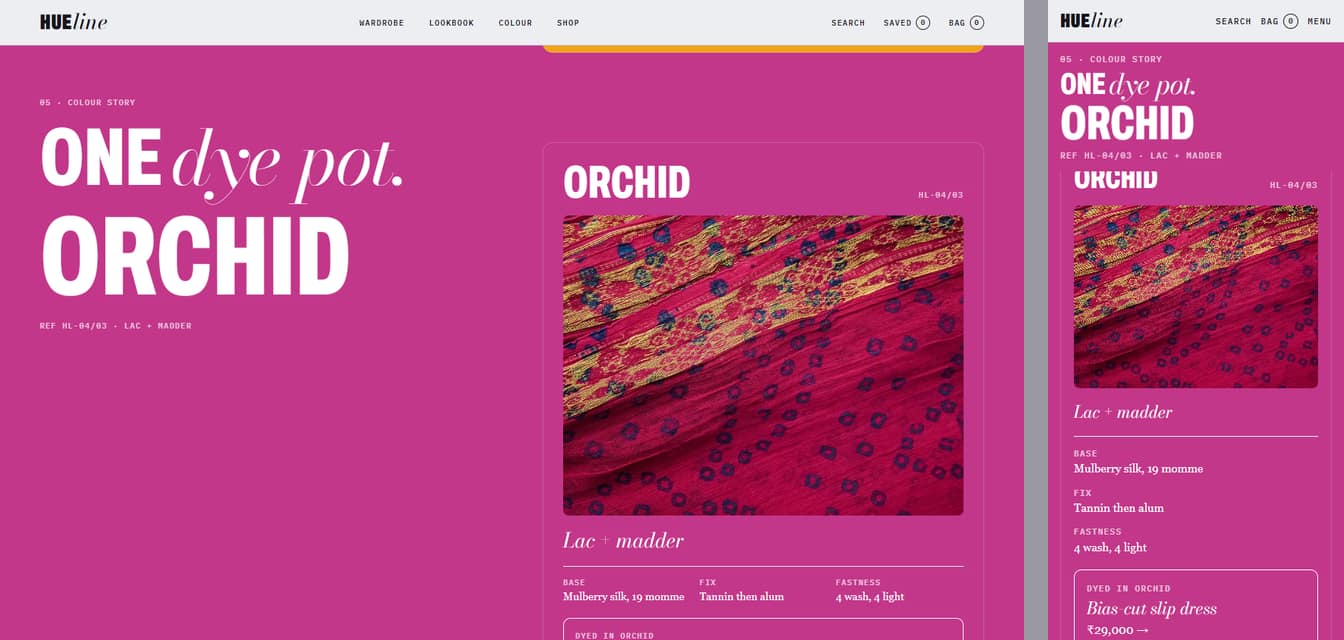 HUEline
WARDROBE LOOKBOOK COLOUR SHOP
SEARCH SAVED 0 BAG 0
05 · COLOUR STORY
ONE dye pot.
ORCHID
REF HL-04/03 · LAC + MADDER
ORCHID
HL-04/03
Lac + madder
BASE FIX FASTNESS
Mulberry silk, 19 momme Tannin then alum 4 wash, 4 light
DYED IN ORCHID
HUEline
SEARCH BAG 0 MENU
05 · COLOUR STORY
ONE dye pot.
ORCHID
REF HL-04/03 · LAC + MADDER
ORCHID
HL-04/03
Lac + madder
BASE
Mulberry silk, 19 momme
FIX
Tannin then alum
FASTNESS
4 wash, 4 light
DYED IN ORCHID
Bias-cut slip dress
₹29,000 →